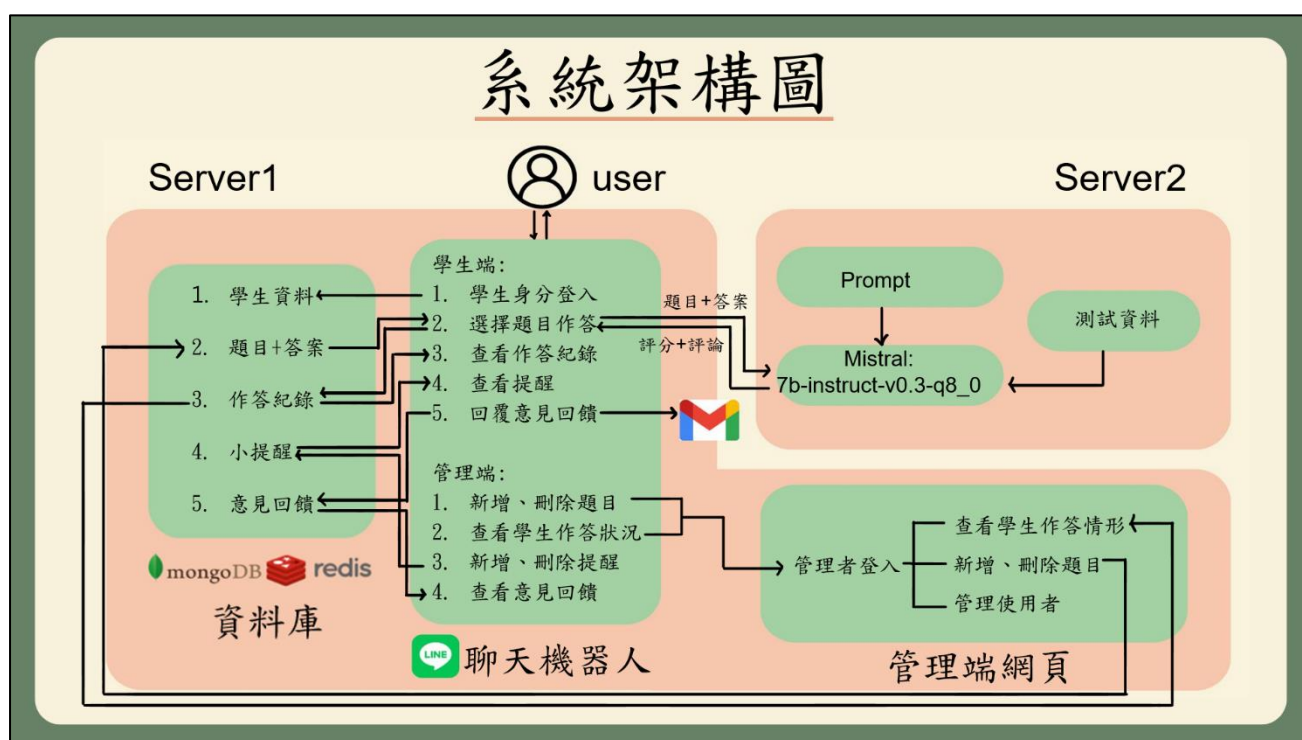 系統架構圖
Server1
user
Server2
1. 學生資料
2. 題目+答案
3. 作答紀錄
4. 小提醒
5. 意見回饋
mongoDB
redis
資料庫
學生端:
1. 學生身分登入
2. 選擇題目作答
3. 查看作答紀錄
4. 查看提醒
5. 回覆意見回饋
管理端:
1. 新增、刪除題目
2. 查看學生作答狀況
3. 新增、刪除提醒
4. 查看意見回饋
LINE
聊天機器人
題目+答案
評分+評論
Prompt
測試資料
Mistral:
7b-instruct-v0.3-q8_0
管理者登入
查看學生作答情形
新增、刪除題目
管理使用者
管理端網頁